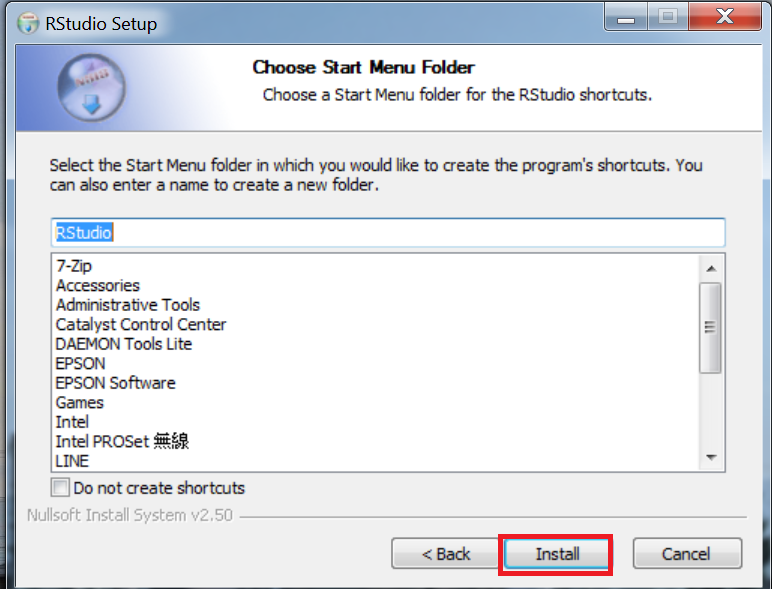 RStudio Setup
Choose Start Menu Folder
Choose a Start Menu folder for the RStudio shortcuts.
Select the Start Menu folder in which you would like to create the program's shortcuts. You
can also enter a name to create a new folder.
RStudio
7-Zip
Accessories
Administrative Tools
Catalyst Control Center
DAEMON Tools Lite
EPSON
EPSON Software
Games
Intel
Intel PROSet 無線
LINE
Do not create shortcuts
Nullsoft Install System v2.50
< Back
Install
Cancel